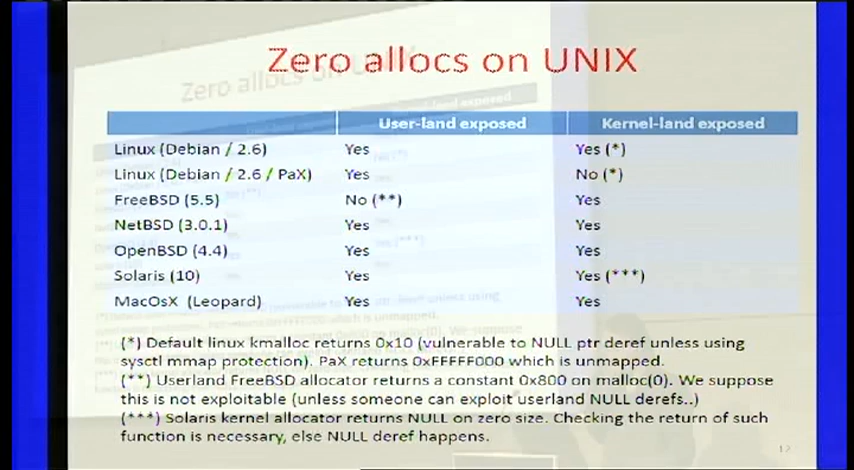 Zero allocs on UNIX
User-land exposed Kernel-land exposed
Linux (Debian / 2.6) Yes Yes (*)
Linux (Debian / 2.6 / PaX) Yes No (*)
FreeBSD (5.5) No (**) Yes
NetBSD (3.0.1) Yes Yes
OpenBSD (4.4) Yes Yes
Solaris (10) Yes Yes (***)
MacOsX (Leopard) Yes Yes
(*) Default linux kmalloc returns 0x10 (vulnerable to NULL ptr deref unless using
sysctl mmap protection). PaX returns 0xFFFFF000 which is unmapped.
(**) Userland FreeBSD allocator returns a constant 0x800 on malloc(0). We suppose
this is not exploitable (unless someone can exploit userland NULL derefs..)
(***) Solaris kernel allocator returns NULL on zero size. Checking the return of such
function is necessary, else NULL deref happens.
12
Zero allocs on UNIX